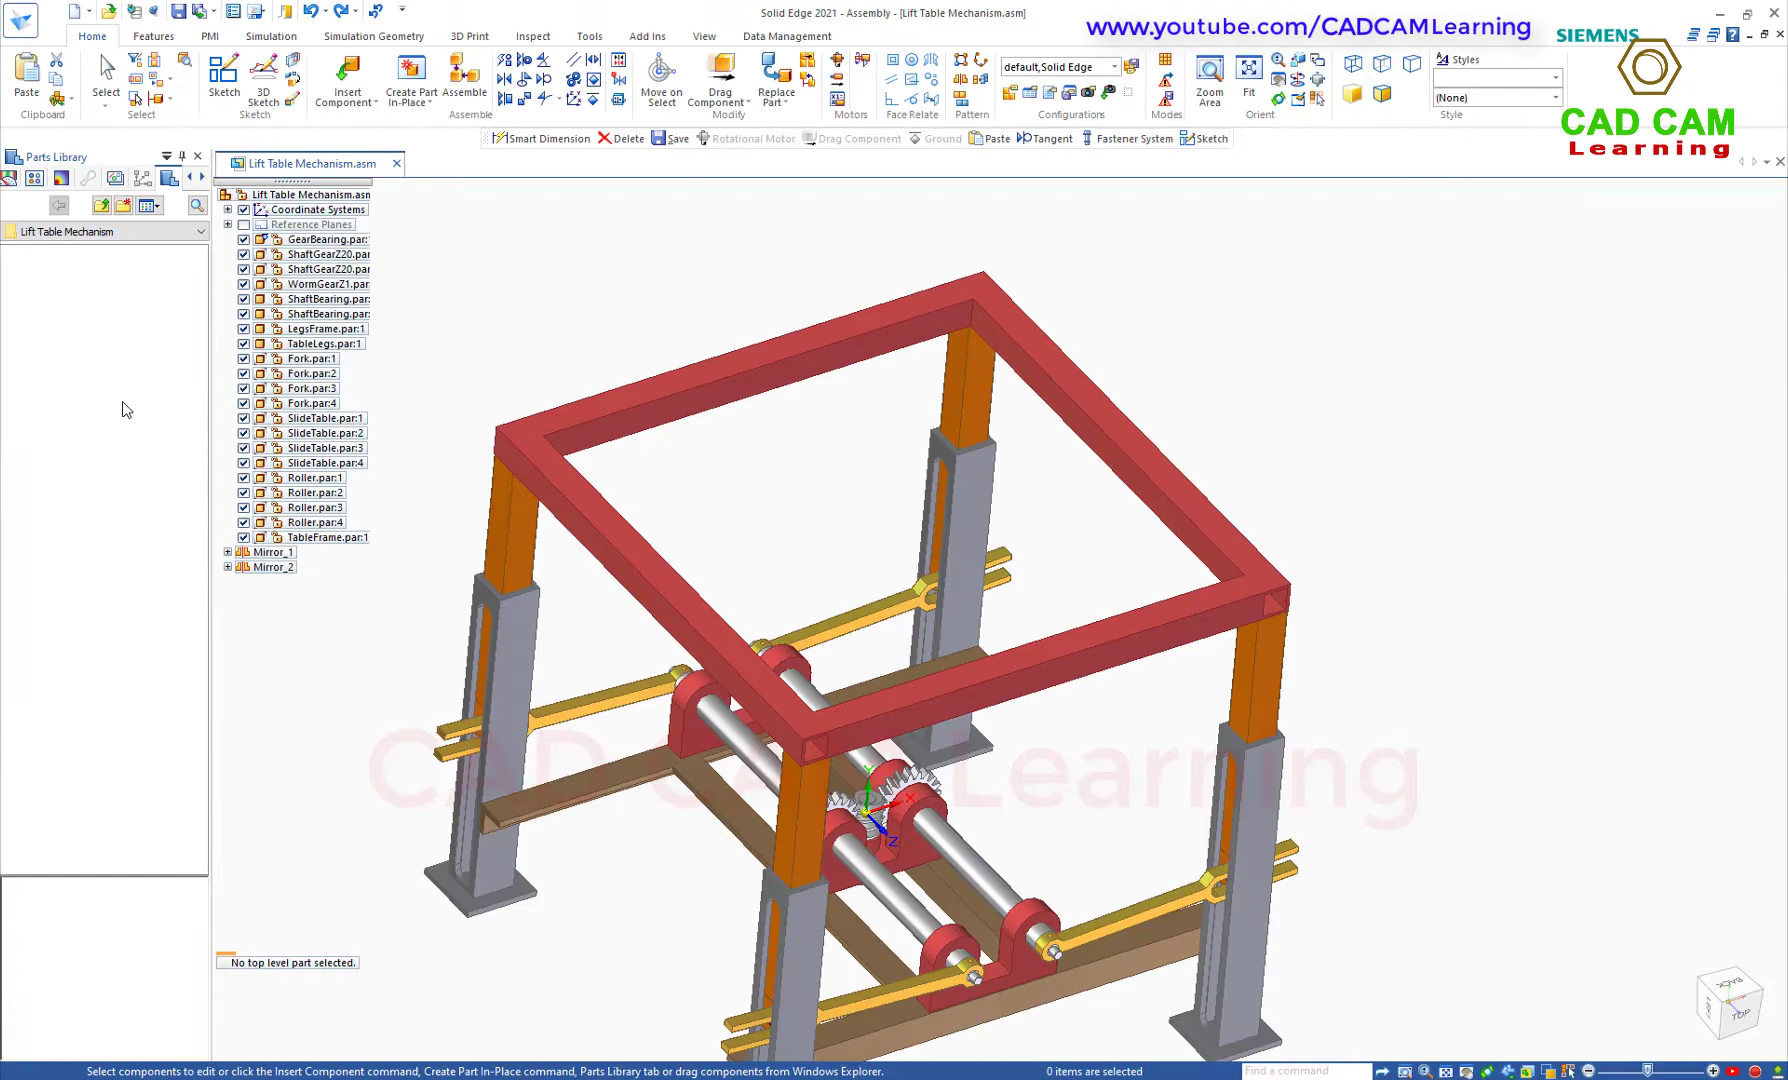 Solid Edge 2021 - Assembly - [Lift Table Mechanism.asm]
www.youtube.com/CADCAMLearning
SIEMENS
CAD CAM
Learning
Home
Features
PMI
Simulation
Simulation Geometry
3D Print
Inspect
Tools
Add Ins
View
Data Management
Paste
Clipboard
Select
Select
Sketch
3D
Sketch
Sketch
Insert
Component
Create Part
In-Place
Assemble
Assemble
Move on
Select
Drag
Component
Modify
Replace
Part
Motors
Face Relate
Pattern
default,Solid Edge
Configurations
Modes
Zoom
Area
Fit
Orient
Styles
(None)
Style
Smart Dimension
Delete
Save
Rotational Motor
Drag Component
Ground
Paste
Tangent
Fastener System
Sketch
Parts Library
Lift Table Mechanism
Lift Table Mechanism.asm
Lift Table Mechanism.asm
Coordinate Systems
Reference Planes
GearBearing.par:
ShaftGearZ20.par
ShaftGearZ20.par
WormGearZ1.par
ShaftBearing.par:
ShaftBearing.par:
LegsFrame.par:1
TableLegs.par:1
Fork.par:1
Fork.par:2
Fork.par:3
Fork.par:4
SlideTable.par:1
SlideTable.par:2
SlideTable.par:3
SlideTable.par:4
Roller.par:1
Roller.par:2
Roller.par:3
Roller.par:4
TableFrame.par:1
Mirror_1
Mirror_2
CAD CAM Learning
Y
X
Z
No top level part selected.
BACK
LEFT
TOP
Select components to edit or click the Insert Component command, Create Part In-Place command, Parts Library tab or drag components from Windows Explorer.
0 items are selected
Find a command